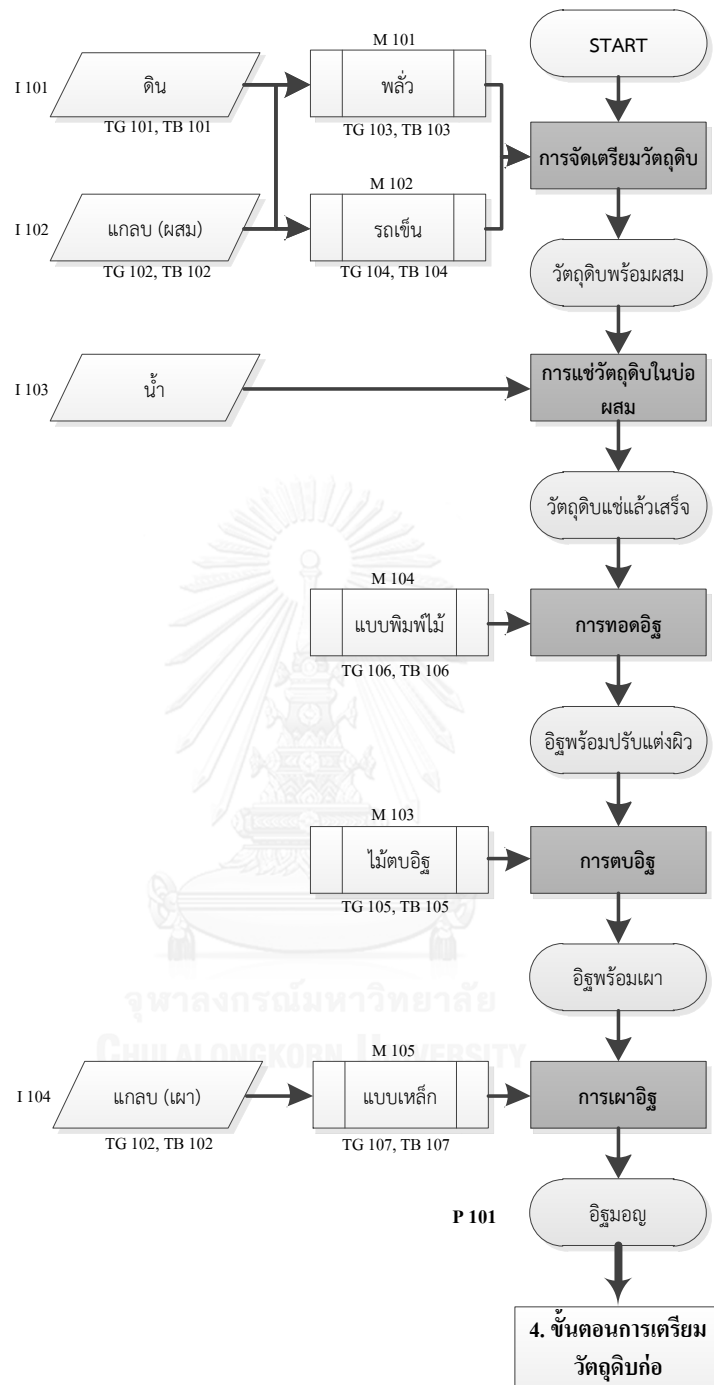 START
M 101
I 101
ดิน
พลั่ว
TG 101, TB 101
TG 103, TB 103
การจัดเตรียมวัตถุดิบ
M 102
I 102
แกลบ (ผสม)
รถเข็น
TG 102, TB 102
TG 104, TB 104
วัตถุดิบพร้อมผสม
I 103
น้ำ
การแช่วัตถุดิบในบ่อ
ผสม
วัตถุดิบแช่แล้วเสร็จ
M 104
แบบพิมพ์ไม้
การทอดอิฐ
TG 106, TB 106
อิฐพร้อมปรับแต่งผิว
M 103
ไม้ตบอิฐ
การตบอิฐ
TG 105, TB 105
อิฐพร้อมเผา
จุฬาลงกรณ์มหาวิทยาลัย
CHULALONGKORN UNIVERSITY
M 105
I 104
แกลบ (เผา)
แบบเหล็ก
การเผาอิฐ
TG 102, TB 102
TG 107, TB 107
P 101
อิฐมอญ
4. ขั้นตอนการเตรียม
วัตถุดิบก่อ